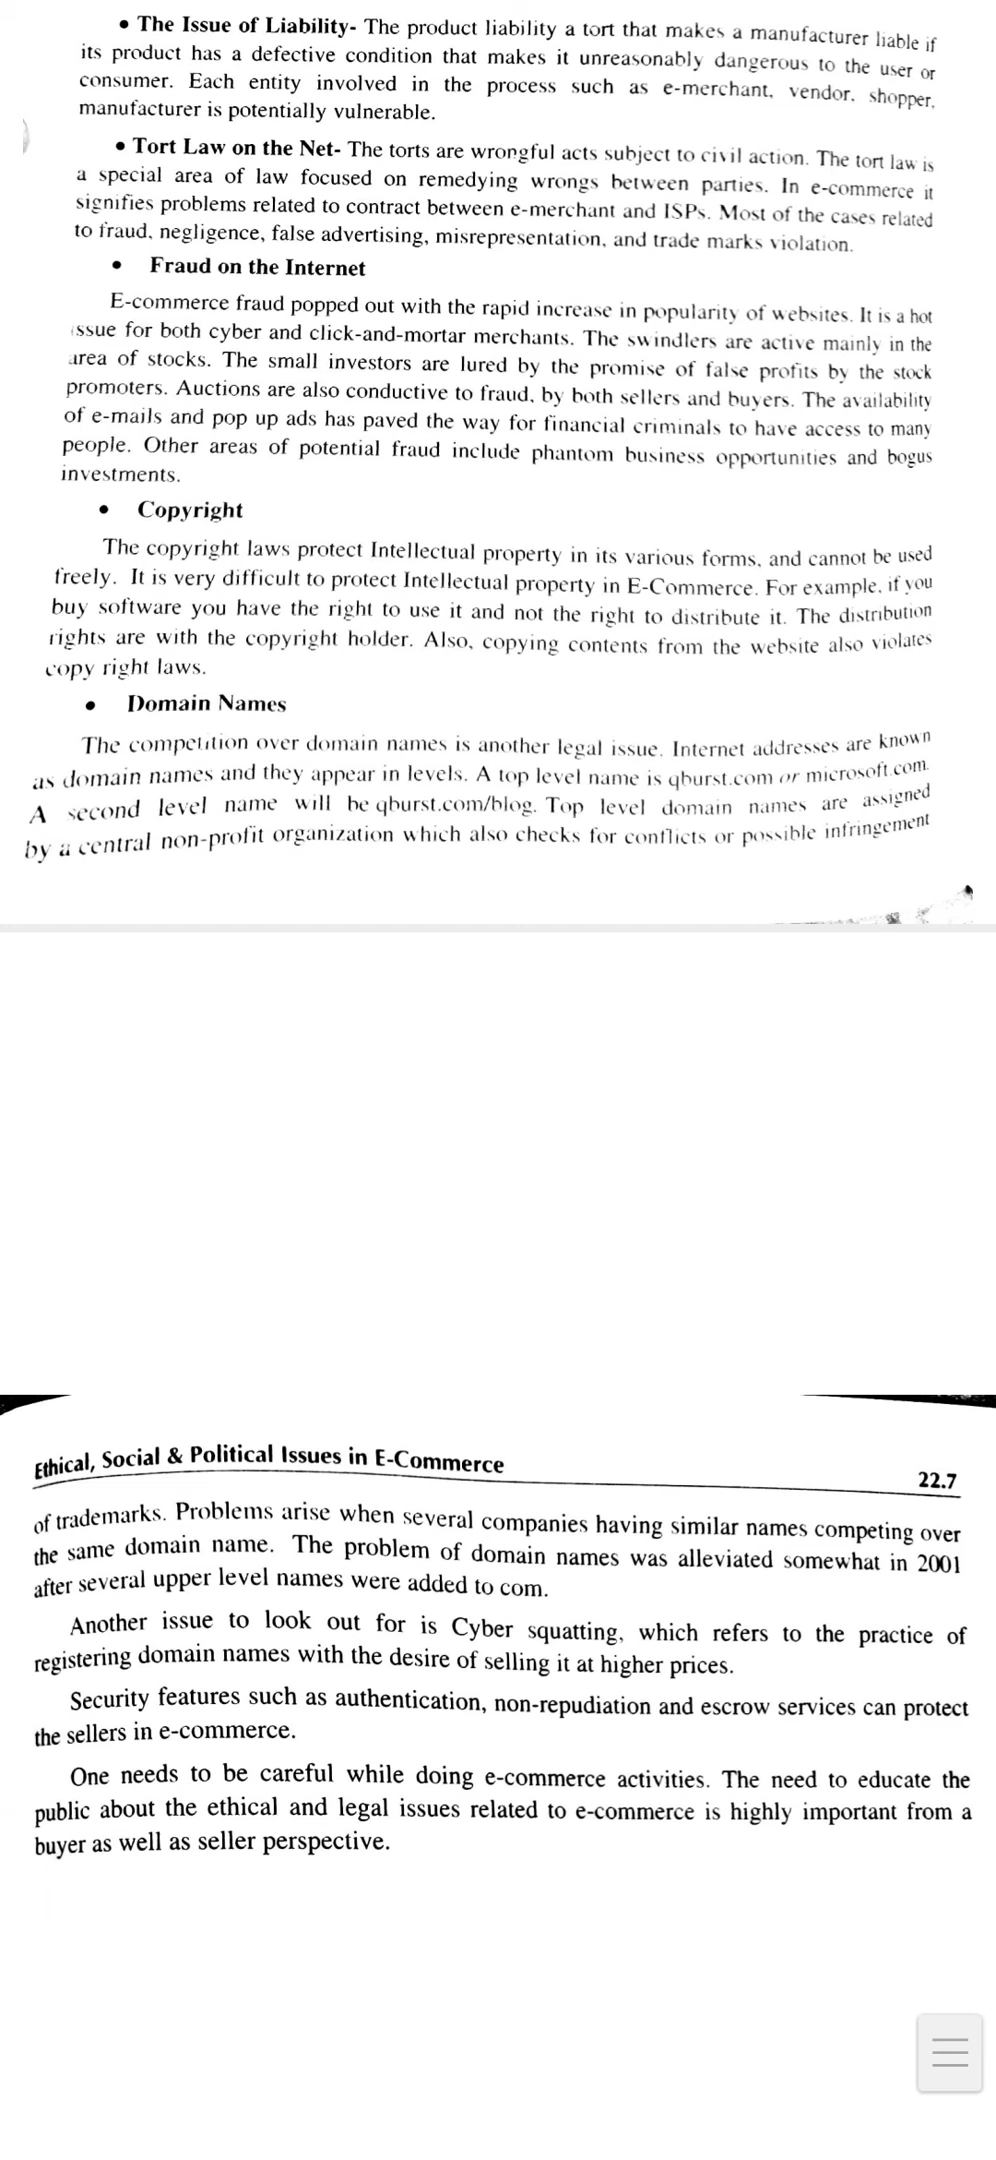 • The Issue of Liability- The product liability a tort that makes a manufacturer liable if
its product has a defective condition that makes it unreasonably dangerous to the user or
consumer. Each entity involved in the process such as e-merchant, vendor, shopper,
manufacturer is potentially vulnerable.
• Tort Law on the Net- The torts are wrongful acts subject to civil action. The tort law is
a special area of law focused on remedying wrongs between parties. In e-commerce it
signifies problems related to contract between e-merchant and ISPs. Most of the cases related
to fraud, negligence, false advertising, misrepresentation, and trade marks violation.
• Fraud on the Internet
E-commerce fraud popped out with the rapid increase in popularity of websites. It is a hot
issue for both cyber and click-and-mortar merchants. The swindlers are active mainly in the
area of stocks. The small investors are lured by the promise of false profits by the stock
promoters. Auctions are also conductive to fraud, by both sellers and buyers. The availability
of e-mails and pop up ads has paved the way for financial criminals to have access to many
people. Other areas of potential fraud include phantom business opportunities and bogus
investments.
• Copyright
The copyright laws protect Intellectual property in its various forms, and cannot be used
freely. It is very difficult to protect Intellectual property in E-Commerce. For example, if you
buy software you have the right to use it and not the right to distribute it. The distribution
rights are with the copyright holder. Also, copying contents from the website also violates
copy right laws.
• Domain Names
The competition over domain names is another legal issue. Internet addresses are known
as domain names and they appear in levels. A top level name is qburst.com or microsoft.com.
A second level name will be qburst.com/blog. Top level domain names are assigned
by a central non-profit organization which also checks for conflicts or possible infringement
Ethical, Social & Political Issues in E-Commerce 22.7
of trademarks. Problems arise when several companies having similar names competing over
the same domain name. The problem of domain names was alleviated somewhat in 2001
after several upper level names were added to com.
Another issue to look out for is Cyber squatting, which refers to the practice of
registering domain names with the desire of selling it at higher prices.
Security features such as authentication, non-repudiation and escrow services can protect
the sellers in e-commerce.
One needs to be careful while doing e-commerce activities. The need to educate the
public about the ethical and legal issues related to e-commerce is highly important from a
buyer as well as seller perspective.